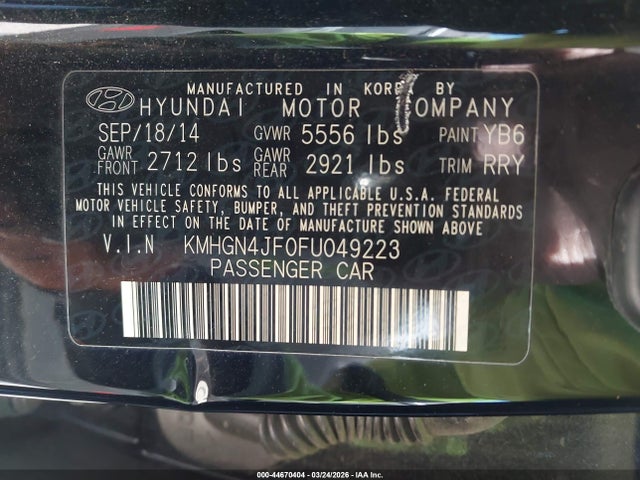 MANUFACTURED IN KOREA BY
HYUNDAI MOTOR COMPANY
SEP/18/14 GVWR 5556 lbs PAINT YB6
GAWR FRONT 2712 lbs GAWR REAR 2921 lbs TRIM RRY
THIS VEHICLE CONFORMS TO ALL APPLICABLE U.S.A. FEDERAL
MOTOR VEHICLE SAFETY, BUMPER, AND THEFT PREVENTION STANDARDS
IN EFFECT ON THE DATE OF MANUFACTURE SHOWN ABOVE
V.I.N KMHGN4JF0FU049223
PASSENGER CAR
000-44670404 - 03/24/2026 - IAA Inc.